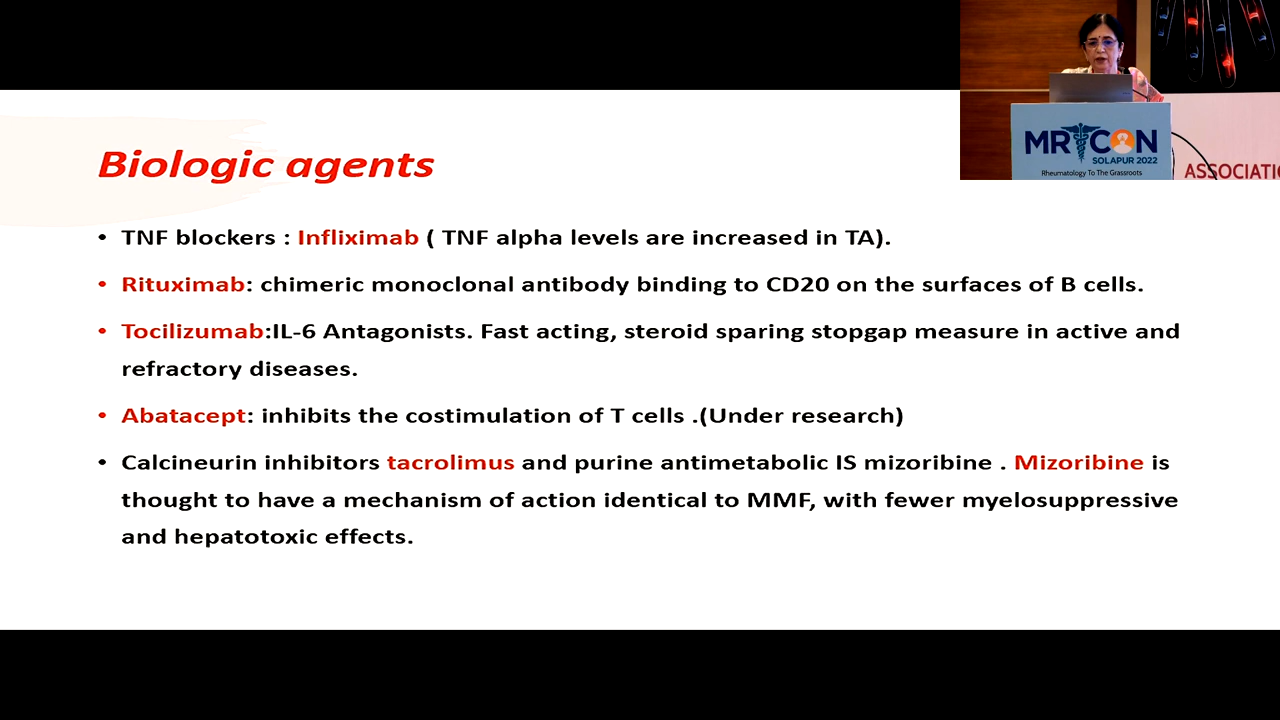 Biologic agents
• TNF blockers : Infliximab ( TNF alpha levels are increased in TA).
• Rituximab: chimeric monoclonal antibody binding to CD20 on the surfaces of B cells.
• Tocilizumab:IL-6 Antagonists. Fast acting, steroid sparing stopgap measure in active and
refractory diseases.
• Abatacept: inhibits the costimulation of T cells .(Under research)
• Calcineurin inhibitors tacrolimus and purine antimetabolic IS mizoribine . Mizoribine is
thought to have a mechanism of action identical to MMF, with fewer myelosuppressive
and hepatotoxic effects.
MRCON
SOLAPUR 2022
Rheumatology To The Grassroots
ASSOCIATI